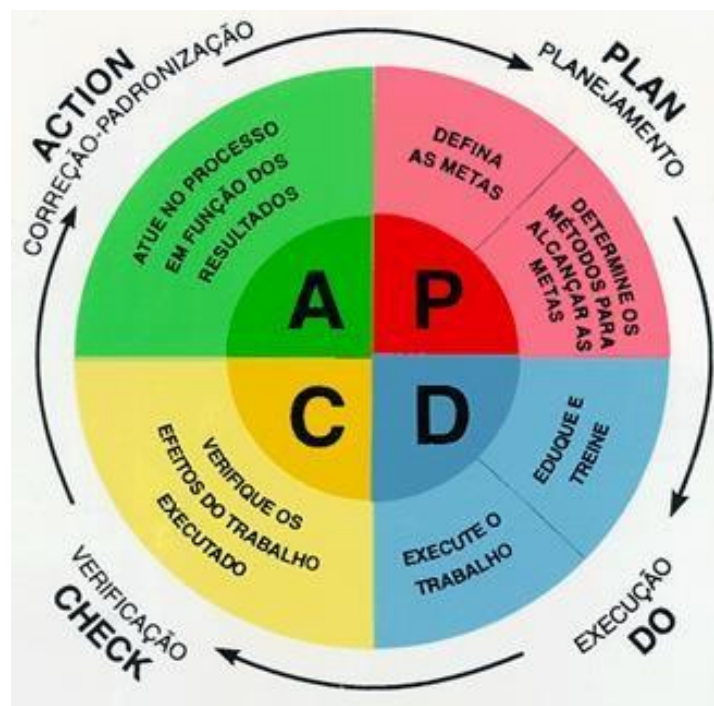 ACTION
CORREÇÃO-PADRONIZAÇÃO
PLAN
PLANEJAMENTO
ATUE NO PROCESSO
EM FUNÇÃO DOS
RESULTADOS
DEFINA
AS METAS
DETERMINE OS
MÉTODOS PARA
ALCANÇAR AS
METAS
A
P
C
D
VERIFIQUE OS
EFEITOS DO TRABALHO
EXECUTADO
EXECUTE O
TRABALHO
EDUQUE E
TREINE
VERIFICAÇÃO
CHECK
EXECUÇÃO
DO